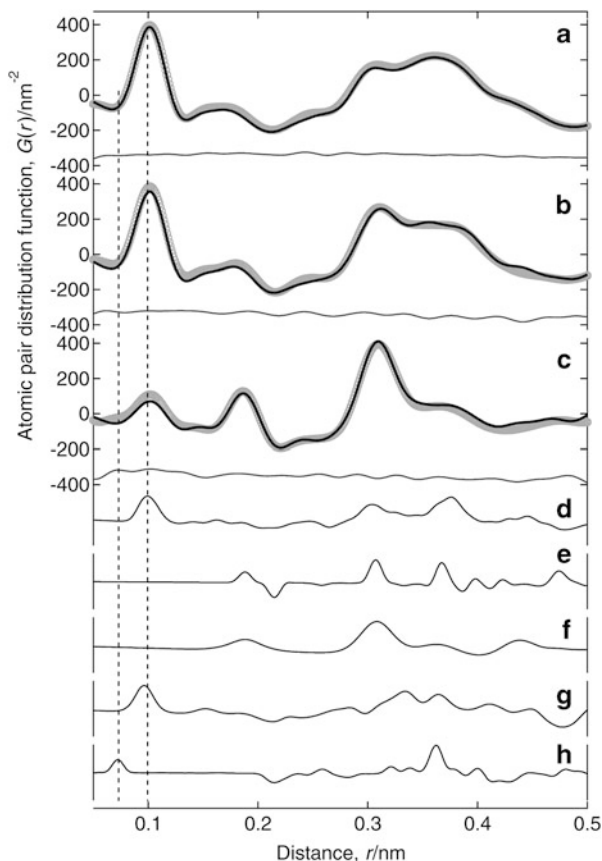 Atomic pair distribution function, G(r)/nm⁻²
400
200
0
-200
-400
a
400
200
0
-200
-400
b
400
200
0
-200
-400
c
d
e
f
g
h
0.1 0.2 0.3 0.4 0.5
Distance, r/nm